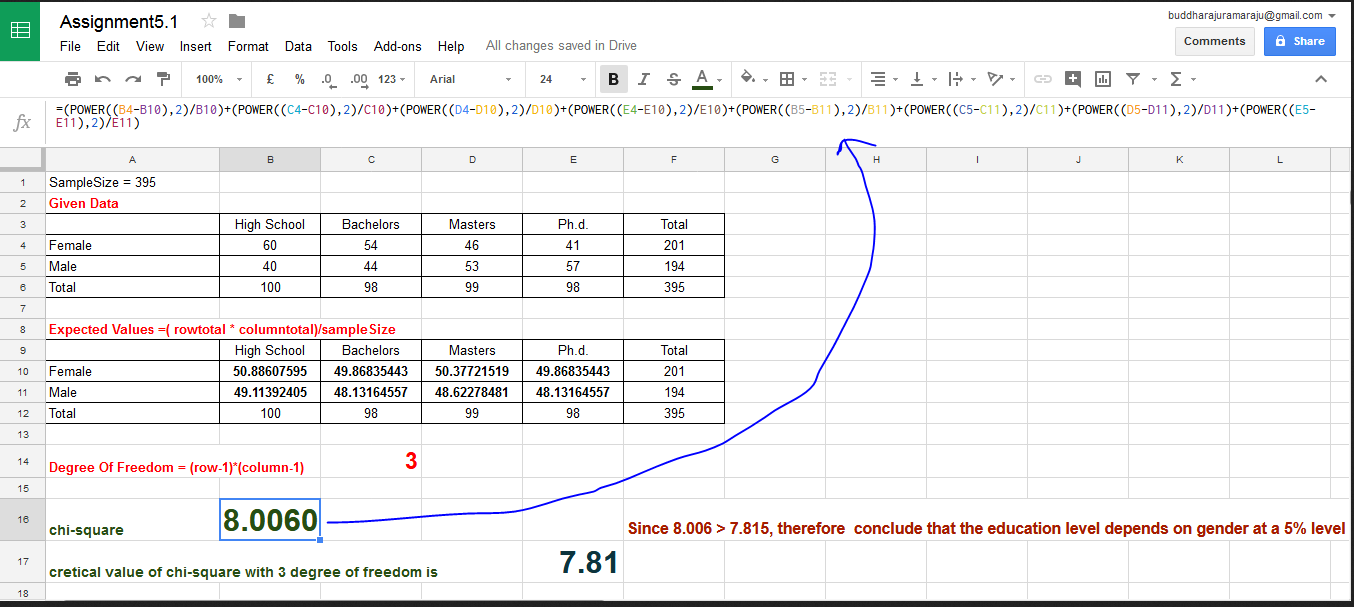 Assignment5.1
buddharajuramaraju@gmail.com
File Edit View Insert Format Data Tools Add-ons Help All changes saved in Drive
Comments Share
100% £ % .0 .00 123 Arial 24 B I S A Σ
fx =(POWER((B4-B10),2)/B10)+(POWER((C4-C10),2)/C10)+(POWER((D4-D10),2)/D10)+(POWER((E4-E10),2)/E10)+(POWER((B5-B11),2)/B11)+(POWER((C5-C11),2)/C11)+(POWER((D5-D11),2)/D11)+(POWER((E5-
E11),2)/E11)
A B C D E F G H I J K L
1 SampleSize = 395
2 Given Data
3 High School Bachelors Masters Ph.d. Total
4 Female 60 54 46 41 201
5 Male 40 44 53 57 194
6 Total 100 98 99 98 395
7
8 Expected Values =( rowtotal * columntotal)/sampleSize
9 High School Bachelors Masters Ph.d. Total
10 Female 50.88607595 49.86835443 50.37721519 49.86835443 201
11 Male 49.11392405 48.13164557 48.62278481 48.13164557 194
12 Total 100 98 99 98 395
13
14 Degree Of Freedom = (row-1)*(column-1) 3
15
16 chi-square 8.0060 Since 8.006 > 7.815, therefore conclude that the education level depends on gender at a 5% level
17 cretical value of chi-square with 3 degree of freedom is 7.81
18